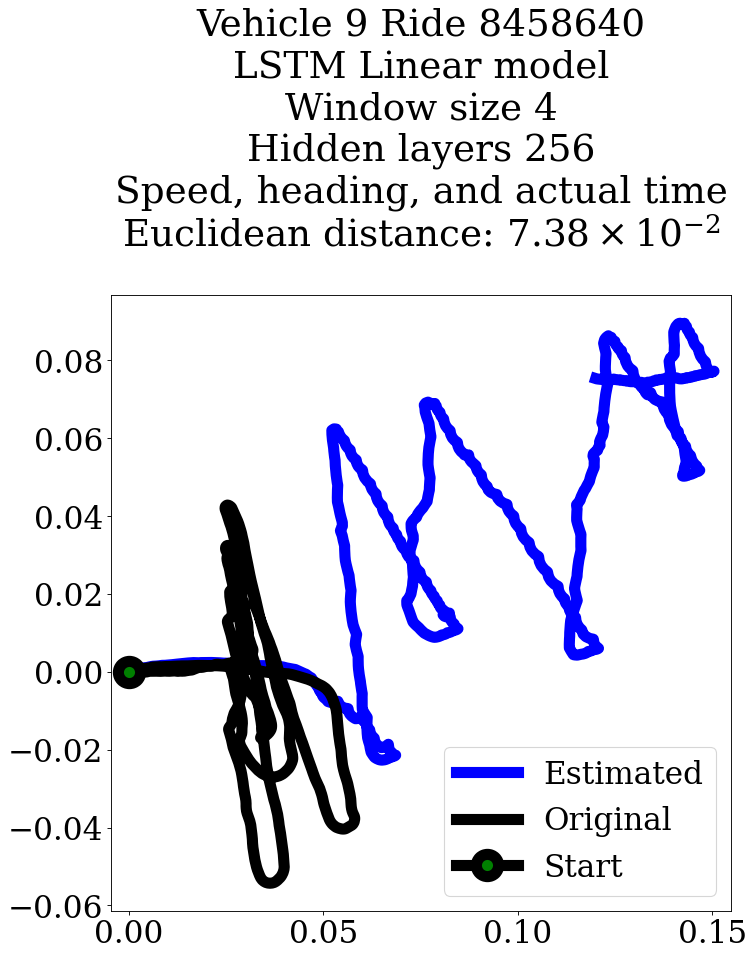 Vehicle 9 Ride 8458640
LSTM Linear model
Window size 4
Hidden layers 256
Speed, heading, and actual time
Euclidean distance: 7.38 × 10⁻²
0.08
0.06
0.04
0.02
0.00
−0.02
−0.04
−0.06
Estimated
Original
Start
0.00 0.05 0.10 0.15